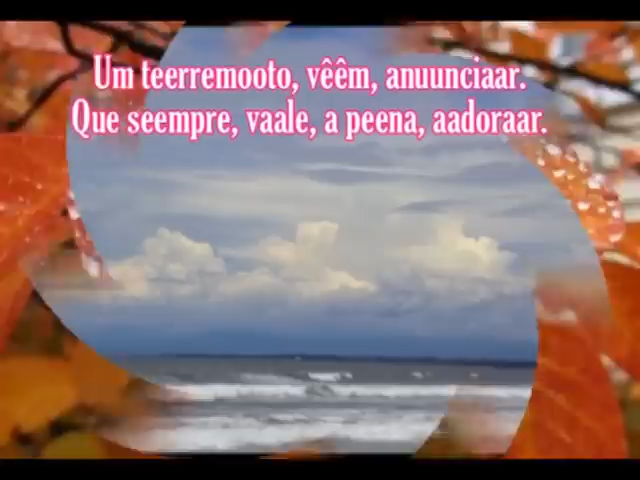 Um teerremooto, vêêm, anuunciaar.
Que seempre, vaale, a peena, aadoraar.